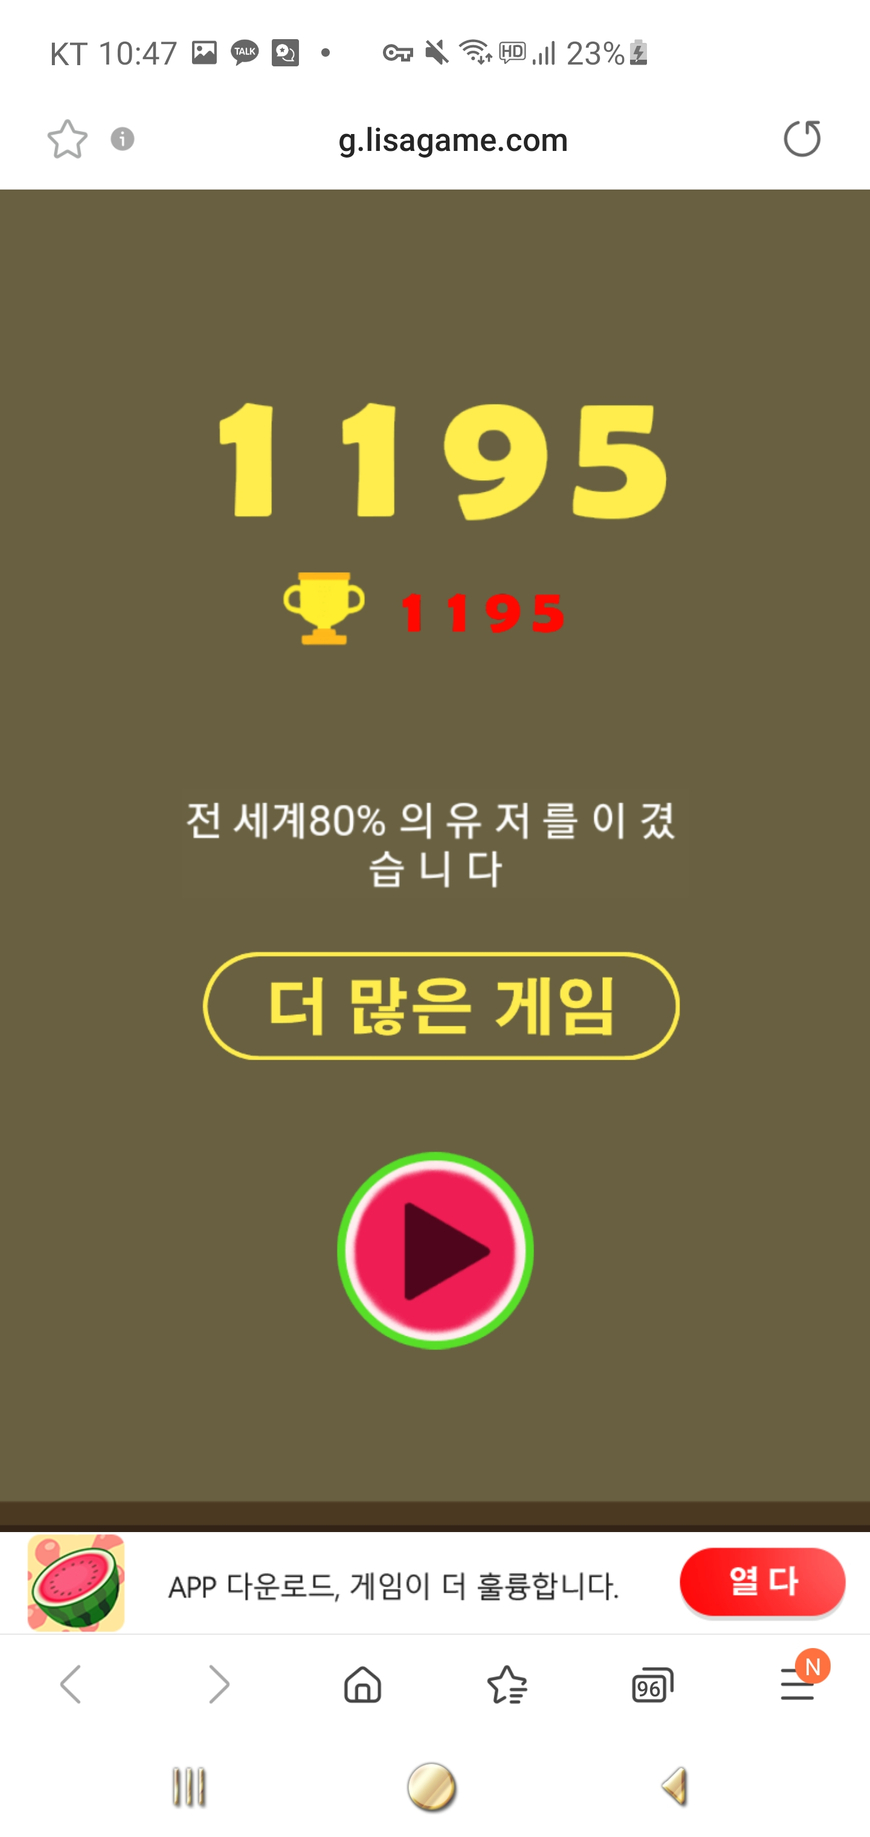 KT 10:47 TALK HD 23%
g.lisagame.com
1195
1195
전 세계80% 의 유 저 를 이 겼
습 니 다
더 많은 게임
APP 다운로드, 게임이 더 훌륭합니다.
열 다
96
N